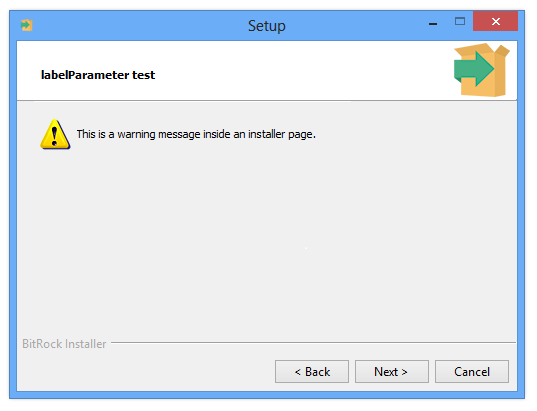 Setup
labelParameter test
This is a warning message inside an installer page.
BitRock Installer
< Back
Next >
Cancel